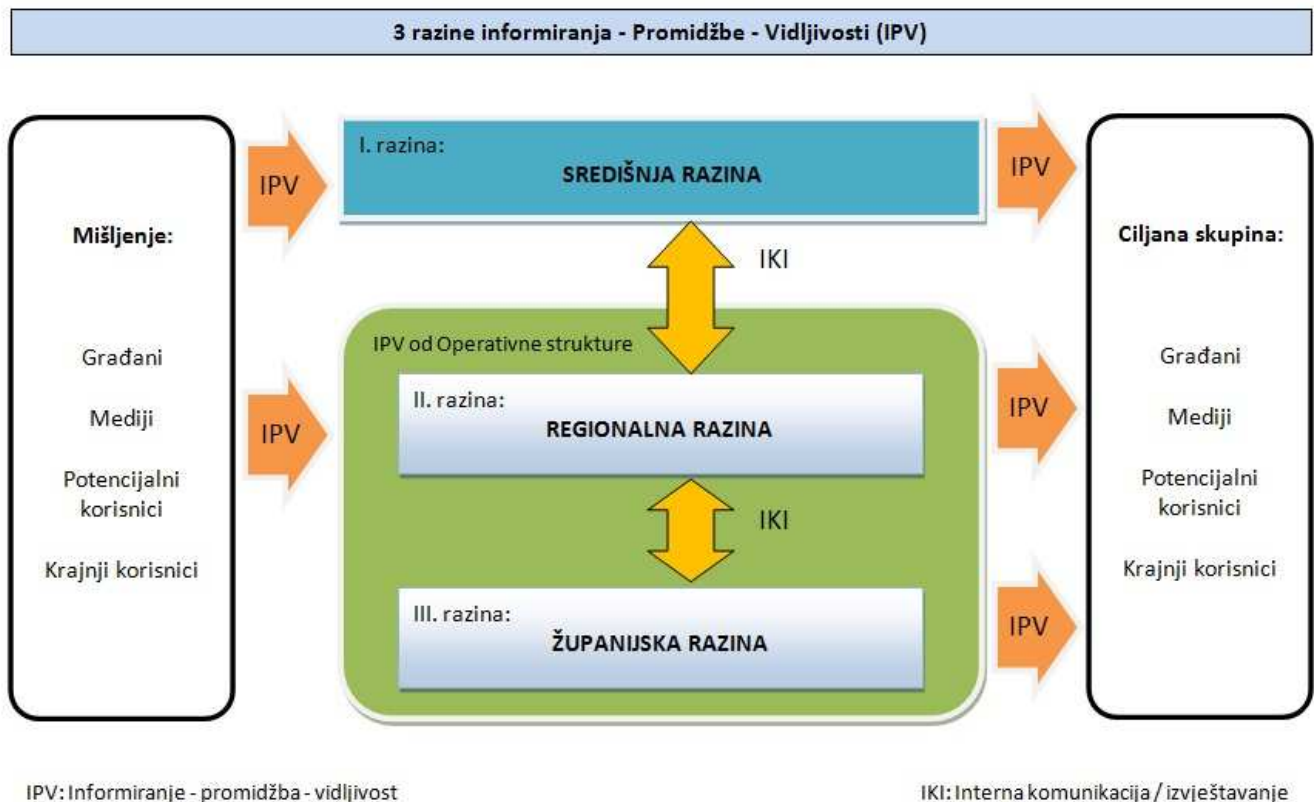 3 razine informiranja - Promidžbe - Vidljivosti (IPV)
Mišljenje:
Građani
Mediji
Potencijalni
korisnici
Krajnji korisnici
IPV
IPV
I. razina:
SREDIŠNJA RAZINA
IKI
IPV od Operativne strukture
II. razina:
REGIONALNA RAZINA
IKI
III. razina:
ŽUPANIJSKA RAZINA
IPV
IPV
IPV
Ciljana skupina:
Građani
Mediji
Potencijalni
korisnici
Krajnji korisnici
IPV: Informiranje - promidžba - vidljivost
IKI: Interna komunikacija / izvještavanje